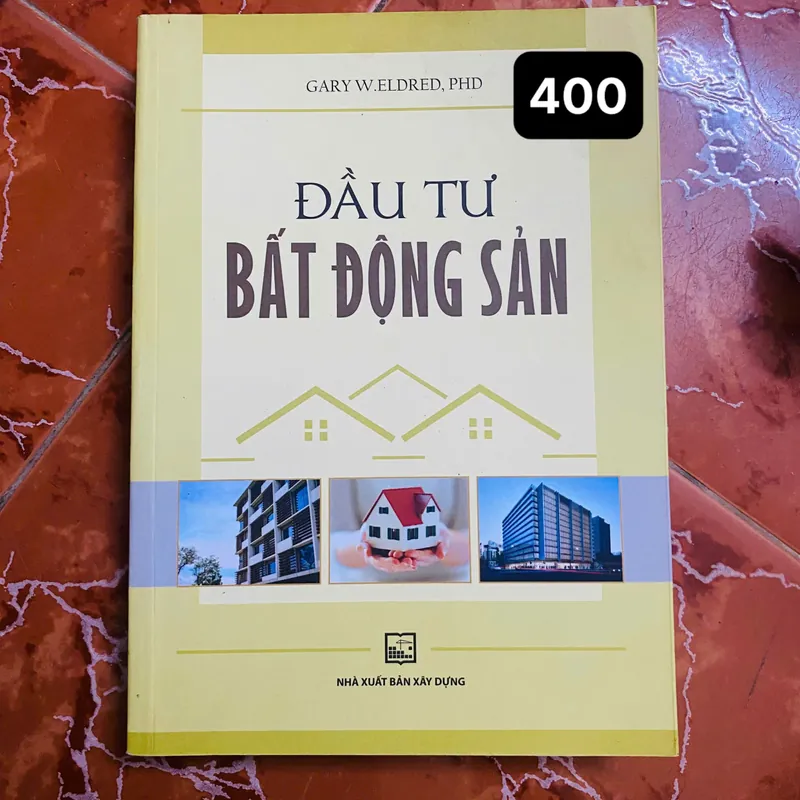 GARY W.ELDRED, PHD
400
ĐẦU TƯ
BẤT ĐỘNG SẢN
NHÀ XUẤT BẢN XÂY DỰNG